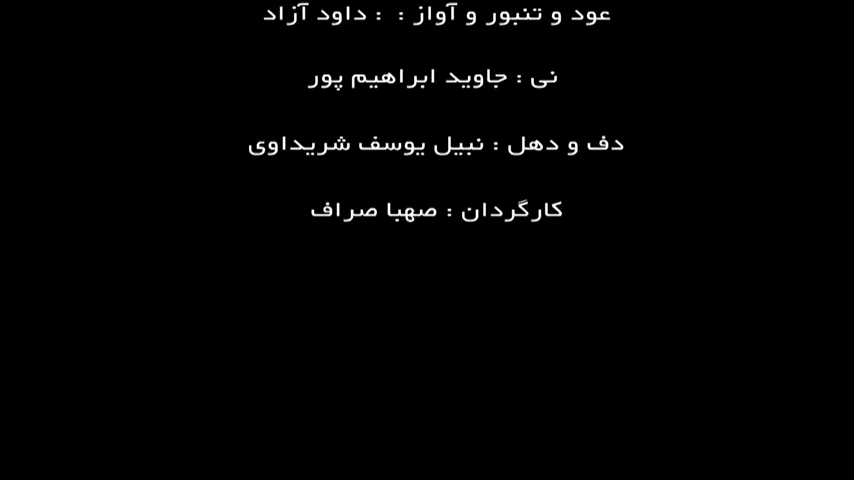 عود و تنبور و آواز : : داود آزاد
نی : جاوید ابراهیم پور
دف و دهل : نبیل یوسف شریداوی
کارگردان : صهبا صراف